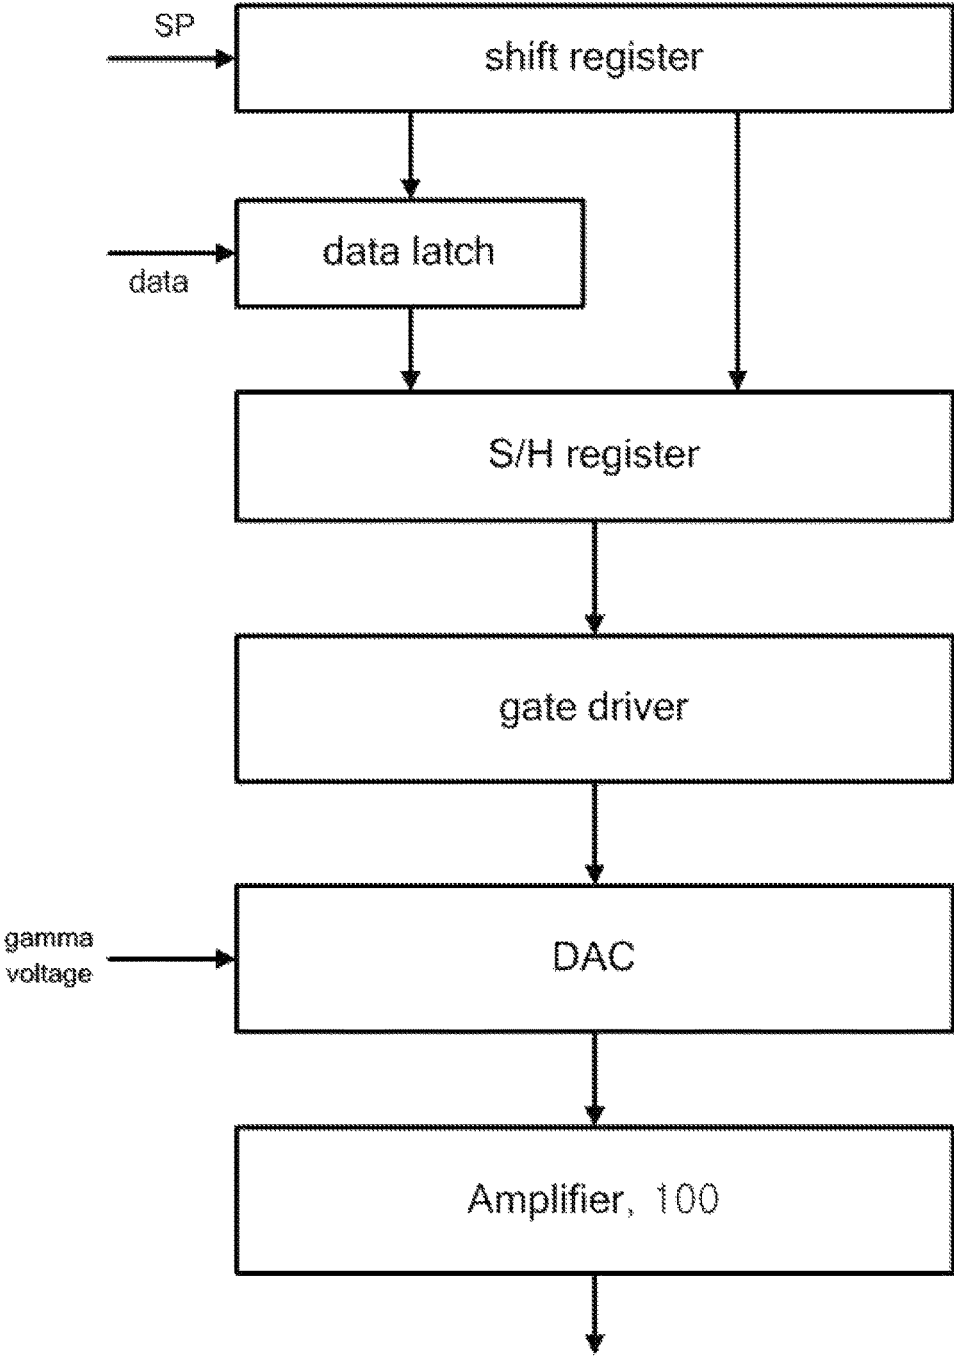 SP
shift register
data latch
data
S/H register
gate driver
gamma
voltage
DAC
Amplifier, 100